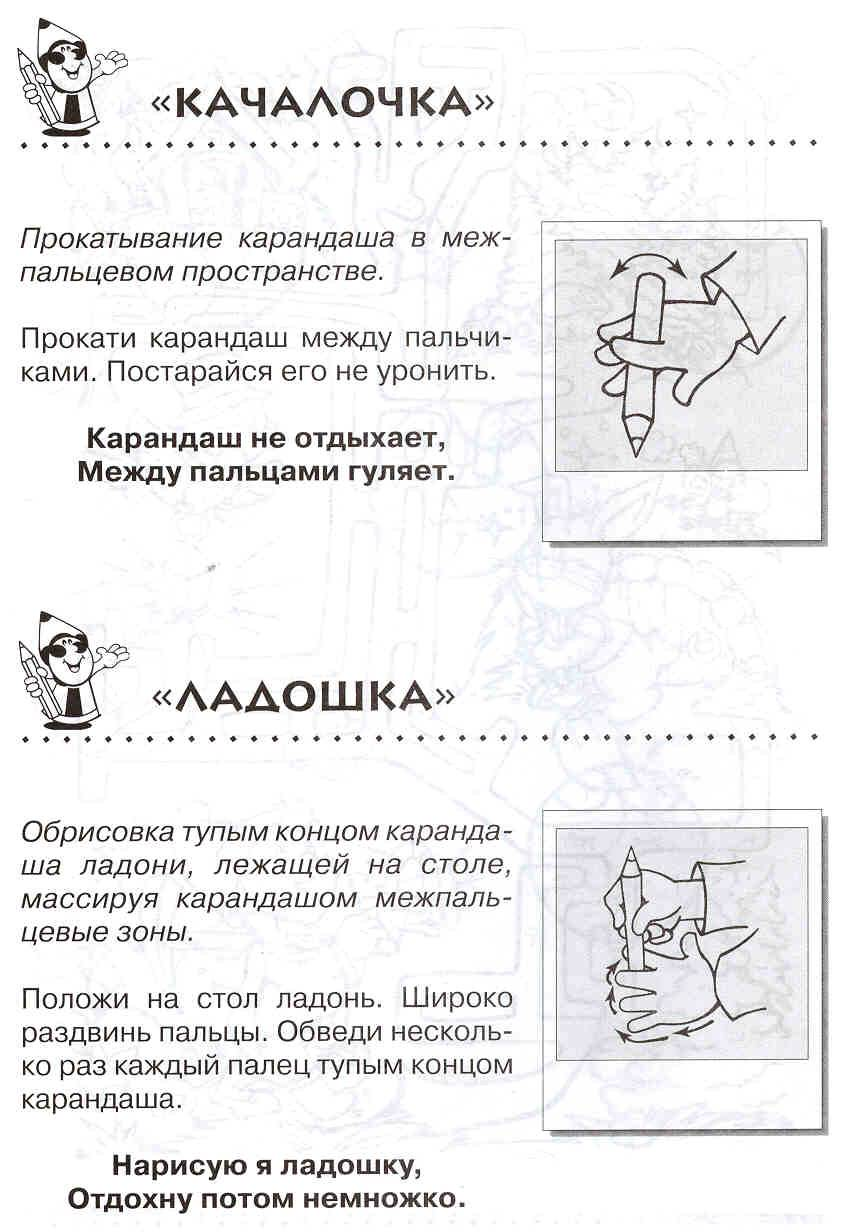 «КАЧАЛОЧКА»
Прокатывание карандаша в меж-
пальцевом пространстве.
Прокати карандаш между пальчи-
ками. Постарайся его не уронить.
Карандаш не отдыхает,
Между пальцами гуляет.
«ЛАДОШКА»
Обрисовка тупым концом каранда-
ша ладони, лежащей на столе,
массируя карандашом межпаль-
цевые зоны.
Положи на стол ладонь. Широко
раздвинь пальцы. Обведи несколь-
ко раз каждый палец тупым концом
карандаша.
Нарисую я ладошку,
Отдохну потом немножко.